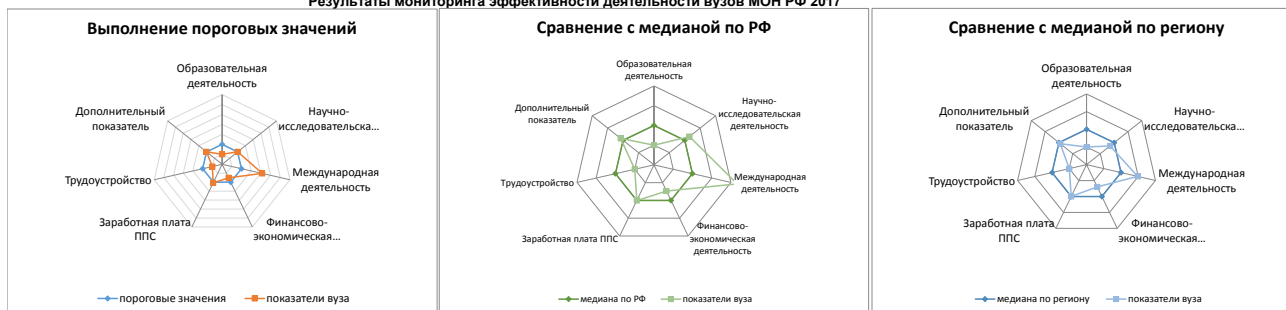 Результаты мониторинга эффективности деятельности вузов МОН РФ 2017
Выполнение пороговых значений
Образовательная
деятельность
Научно-
исследовательска...
Международная
деятельность
Финансово-
экономическая...
Заработная плата
ППС
Трудоустройство
Дополнительный
показатель
пороговые значения
показатели вуза
Сравнение с медианой по РФ
Образовательная
деятельность
Научно-
исследовательская
деятельность
Международная
деятельность
Финансово-
экономическая
деятельность
Заработная плата ППС
Трудоустройство
Дополнительный
показатель
медиана по РФ
показатели вуза
Сравнение с медианой по региону
Образовательная
деятельность
Научно-
исследовательска...
Международная
деятельность
Финансово-
экономическая...
Заработная плата
ППС
Трудоустройство
Дополнительный
показатель
медиана по региону
показатели вуза